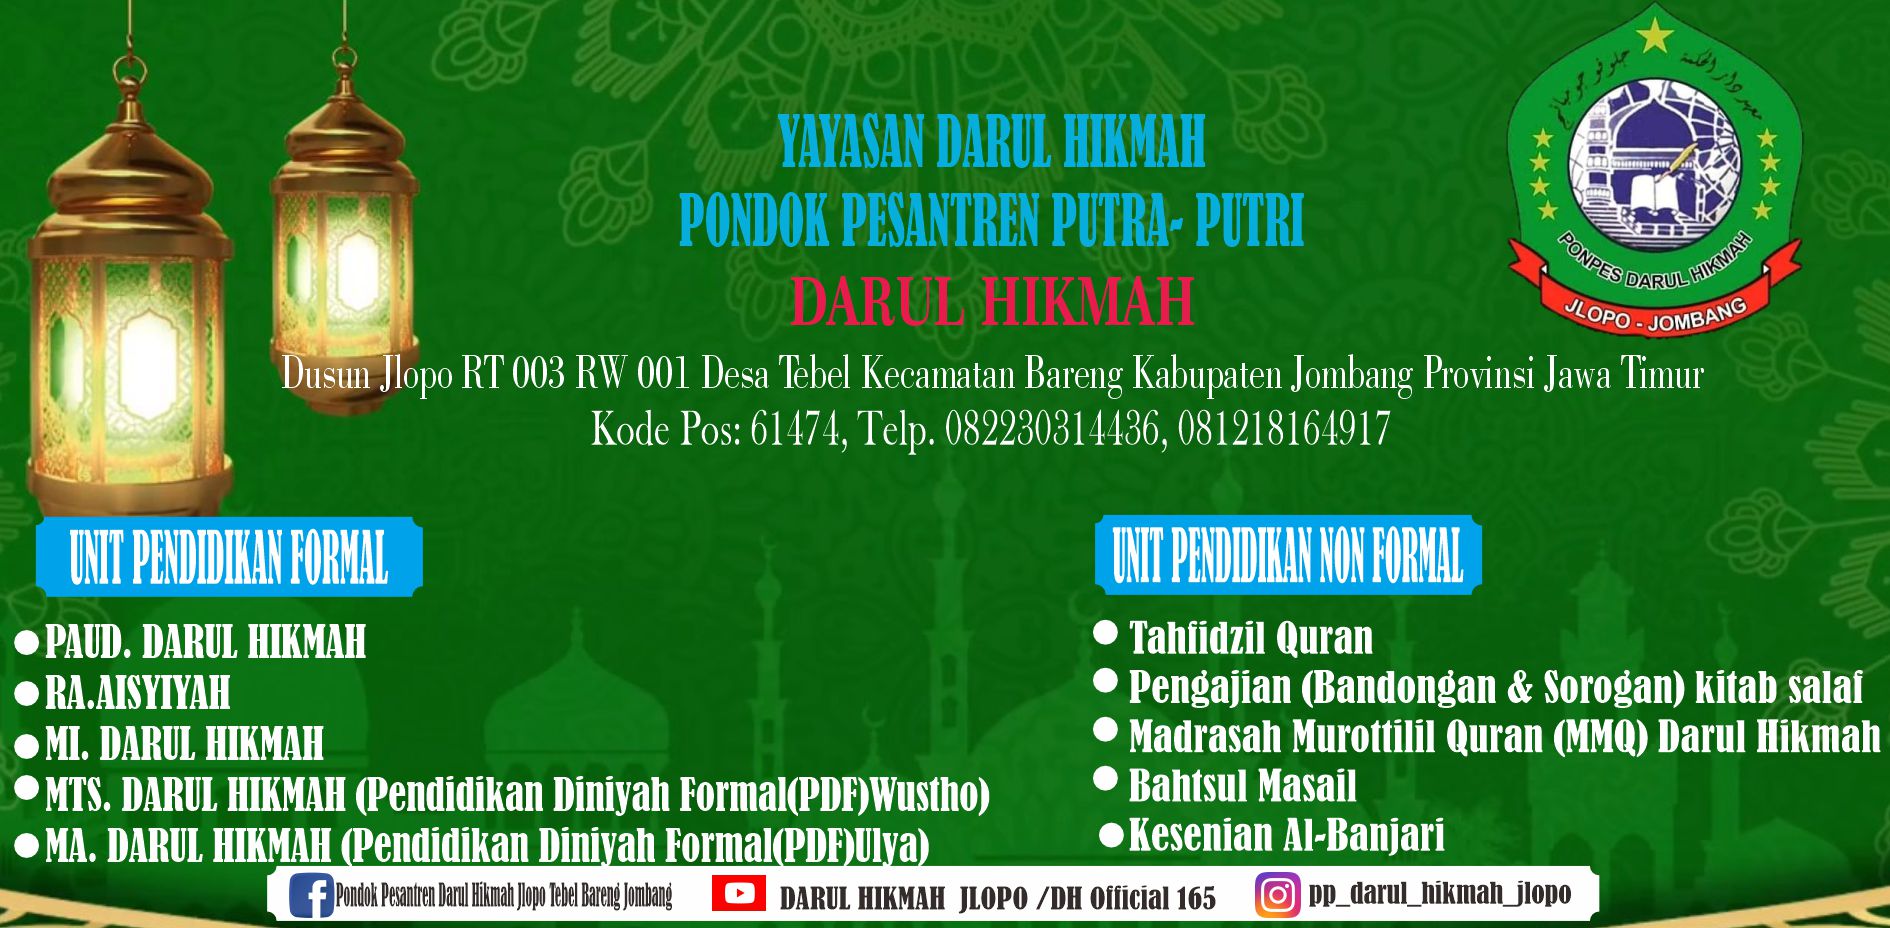 معهد دار الحكمة جلوفو جومبانج
PONPES DARUL HIKMAH
JLOPO - JOMBANG
YAYASAN DARUL HIKMAH
PONDOK PESANTREN PUTRA- PUTRI
DARUL HIKMAH
Dusun Jlopo RT 003 RW 001 Desa Tebel Kecamatan Bareng Kabupaten Jombang Provinsi Jawa Timur
Kode Pos: 61474, Telp. 082230314436, 081218164917
UNIT PENDIDIKAN FORMAL
PAUD. DARUL HIKMAH
RA.AISYIYAH
MI. DARUL HIKMAH
MTS. DARUL HIKMAH (Pendidikan Diniyah Formal(PDF)Wustho)
MA. DARUL HIKMAH (Pendidikan Diniyah Formal(PDF)Ulya)
UNIT PENDIDIKAN NON FORMAL
Tahfidzil Quran
Pengajian (Bandongan & Sorogan) kitab salaf
Madrasah Murottilil Quran (MMQ) Darul Hikmah
Bahtsul Masail
Kesenian Al-Banjari
Pondok Pesantren Darul Hikmah Jlopo Tebel Bareng Jombang
DARUL HIKMAH JLOPO /DH Official 165
pp_darul_hikmah_jlopo